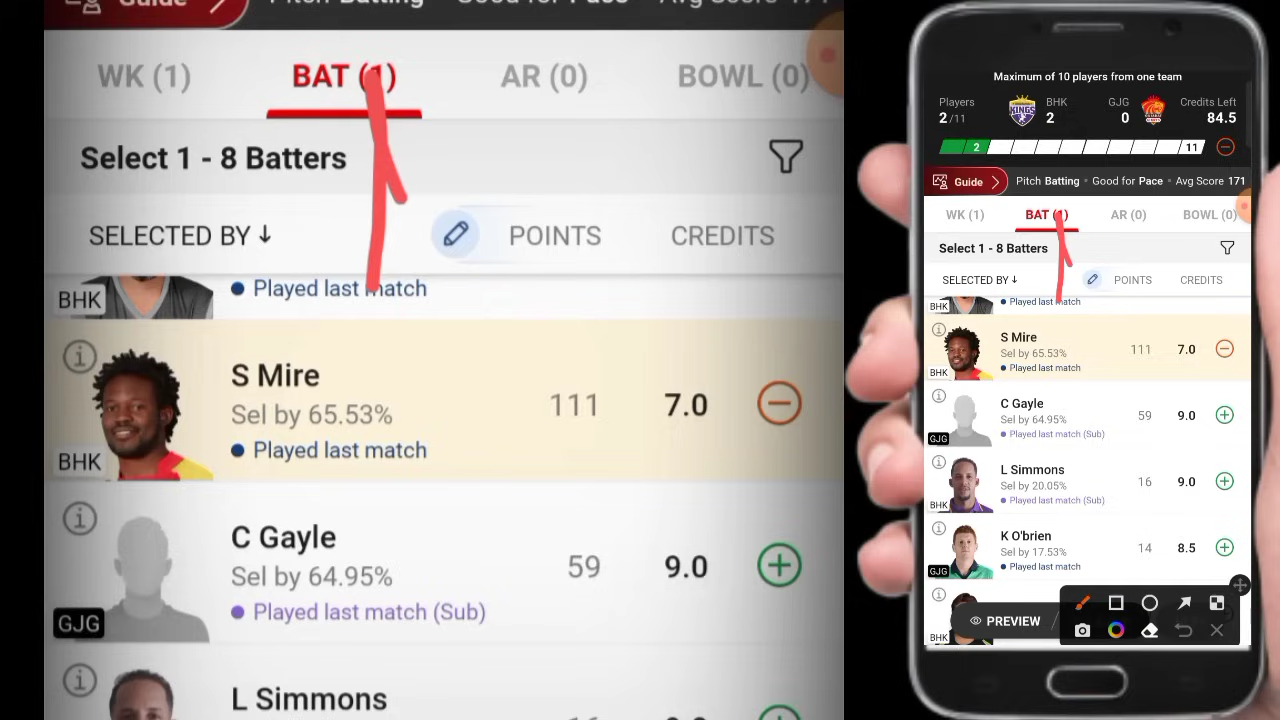 Guide
Pitch Batting
Good for Pace
Avg Score 171
WK (1)
BAT (1)
AR (0)
BOWL (0)
Select 1 - 8 Batters
SELECTED BY ↓
POINTS
CREDITS
BHK
Played last match
S Mire
Sel by 65.53%
Played last match
BHK
111
7.0
C Gayle
Sel by 64.95%
Played last match (Sub)
GJG
59
9.0
L Simmons
Maximum of 10 players from one team
Players
2/11
KINGS
BHK
2
GJG
0
Credits Left
84.5
2
11
Guide
Pitch Batting • Good for Pace • Avg Score 171
WK (1)
BAT (1)
AR (0)
BOWL (0)
Select 1 - 8 Batters
SELECTED BY ↓
POINTS
CREDITS
BHK
Played last match
S Mire
Sel by 65.53%
Played last match
BHK
111
7.0
C Gayle
Sel by 64.95%
Played last match (Sub)
GJG
59
9.0
L Simmons
Sel by 20.05%
Played last match (Sub)
BHK
16
9.0
K O'brien
Sel by 17.53%
Played last match
GJG
14
8.5
BHK
PREVIEW